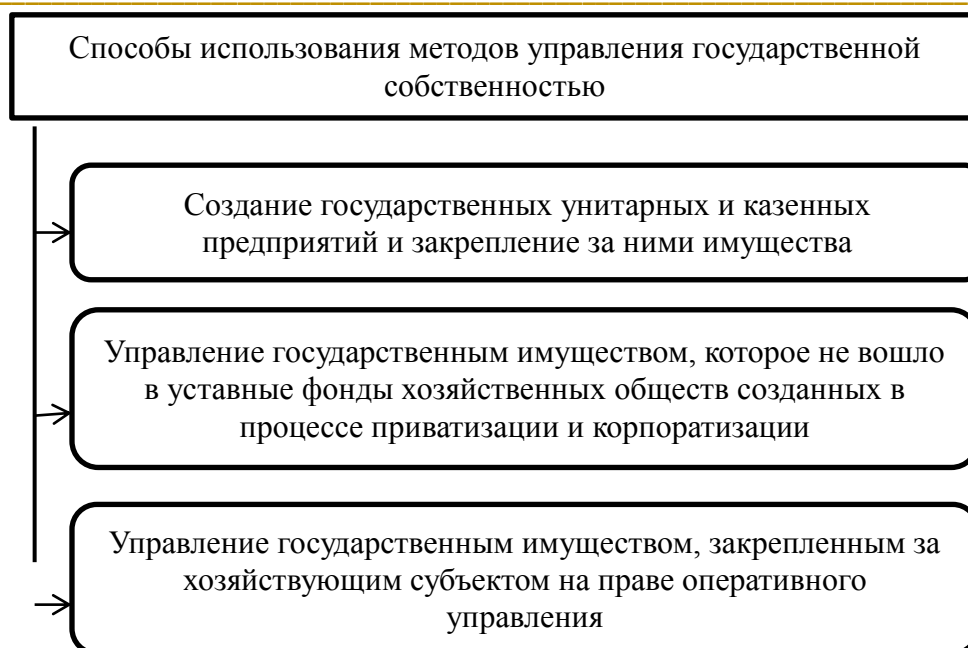 Способы использования методов управления государственной
собственностью
Создание государственных унитарных и казенных
предприятий и закрепление за ними имущества
Управление государственным имуществом, которое не вошло
в уставные фонды хозяйственных обществ созданных в
процессе приватизации и корпоратизации
Управление государственным имуществом, закрепленным за
хозяйствующим субъектом на праве оперативного
управления